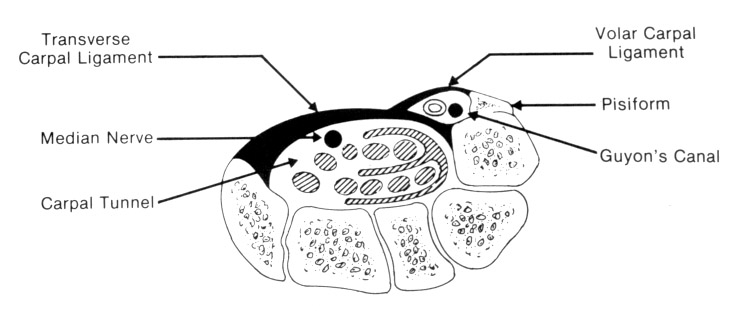 Transverse
Carpal Ligament
Median Nerve
Carpal Tunnel
Volar Carpal
Ligament
Pisiform
Guyon's Canal